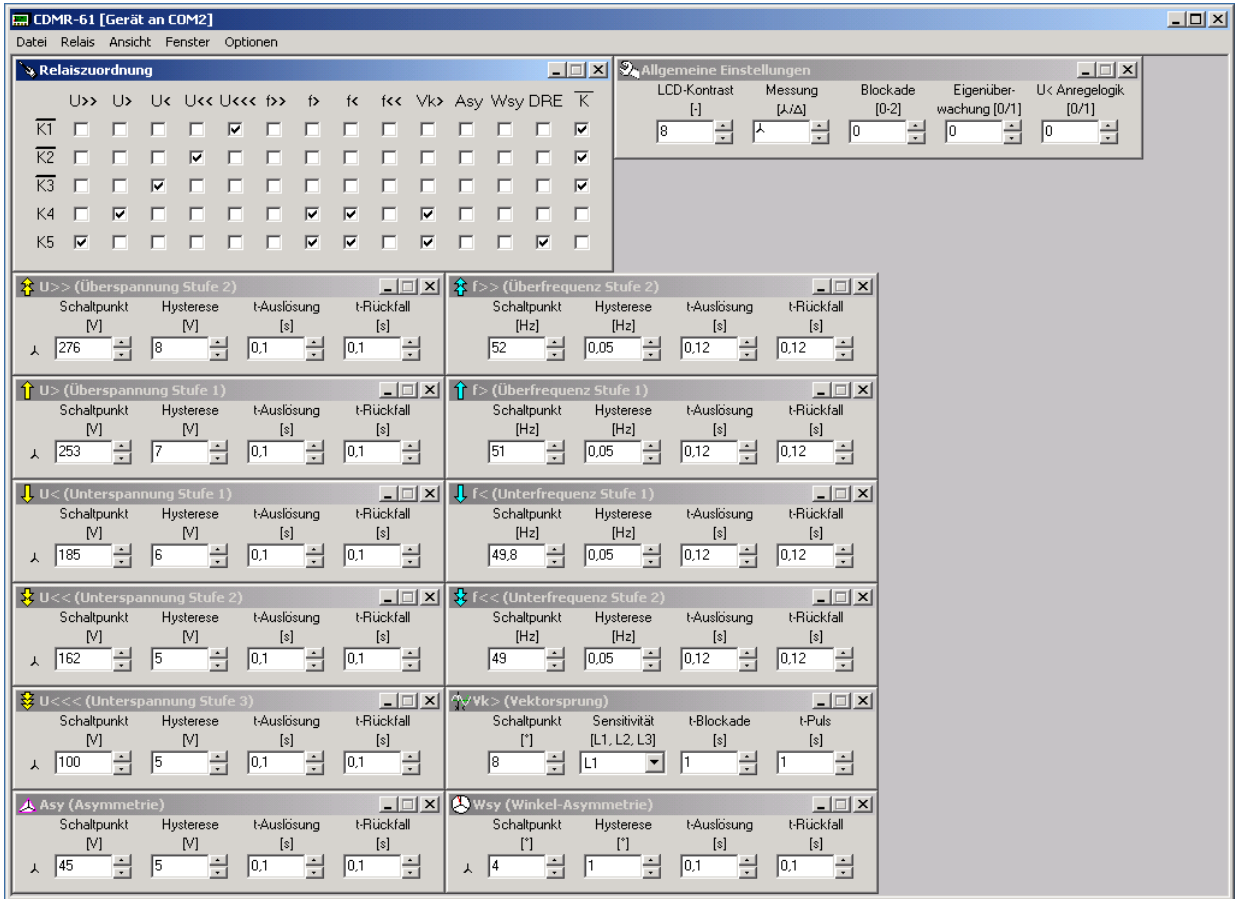 CDMR-61 [Gerät an COM2]
Datei Relais Ansicht Fenster Optionen
Relaiszuordnung
U>> U> U< U<< U<<< f>> f> f< f<< Vk> Asy Wsy DRE K
K1
K2
K3
K4
K5
Allgemeine Einstellungen
LCD-Kontrast Messung Blockade Eigenüber- U< Anregelogik
[-] [⅄/Δ] [0-2] wachung [0/1] [0/1]
8 ⅄ 0 0 0
U>> (Überspannung Stufe 2)
Schaltpunkt Hysterese t-Auslösung t-Rückfall
[V] [V] [s] [s]
276 8 0,1 0,1
f>> (Überfrequenz Stufe 2)
Schaltpunkt Hysterese t-Auslösung t-Rückfall
[Hz] [Hz] [s] [s]
52 0,05 0,12 0,12
U> (Überspannung Stufe 1)
Schaltpunkt Hysterese t-Auslösung t-Rückfall
[V] [V] [s] [s]
253 7 0,1 0,1
f> (Überfrequenz Stufe 1)
Schaltpunkt Hysterese t-Auslösung t-Rückfall
[Hz] [Hz] [s] [s]
51 0,05 0,12 0,12
U< (Unterspannung Stufe 1)
Schaltpunkt Hysterese t-Auslösung t-Rückfall
[V] [V] [s] [s]
185 6 0,1 0,1
f< (Unterfrequenz Stufe 1)
Schaltpunkt Hysterese t-Auslösung t-Rückfall
[Hz] [Hz] [s] [s]
49,8 0,05 0,12 0,12
U<< (Unterspannung Stufe 2)
Schaltpunkt Hysterese t-Auslösung t-Rückfall
[V] [V] [s] [s]
162 5 0,1 0,1
f<< (Unterfrequenz Stufe 2)
Schaltpunkt Hysterese t-Auslösung t-Rückfall
[Hz] [Hz] [s] [s]
49 0,05 0,12 0,12
U<<< (Unterspannung Stufe 3)
Schaltpunkt Hysterese t-Auslösung t-Rückfall
[V] [V] [s] [s]
100 5 0,1 0,1
Vk> (Vektorsprung)
Schaltpunkt Sensitivität t-Blockade t-Puls
[°] [L1, L2, L3] [s] [s]
8 L1 1 1
Asy (Asymmetrie)
Schaltpunkt Hysterese t-Auslösung t-Rückfall
[V] [V] [s] [s]
45 5 0,1 0,1
Wsy (Winkel-Asymmetrie)
Schaltpunkt Hysterese t-Auslösung t-Rückfall
[°] [°] [s] [s]
4 1 0,1 0,1